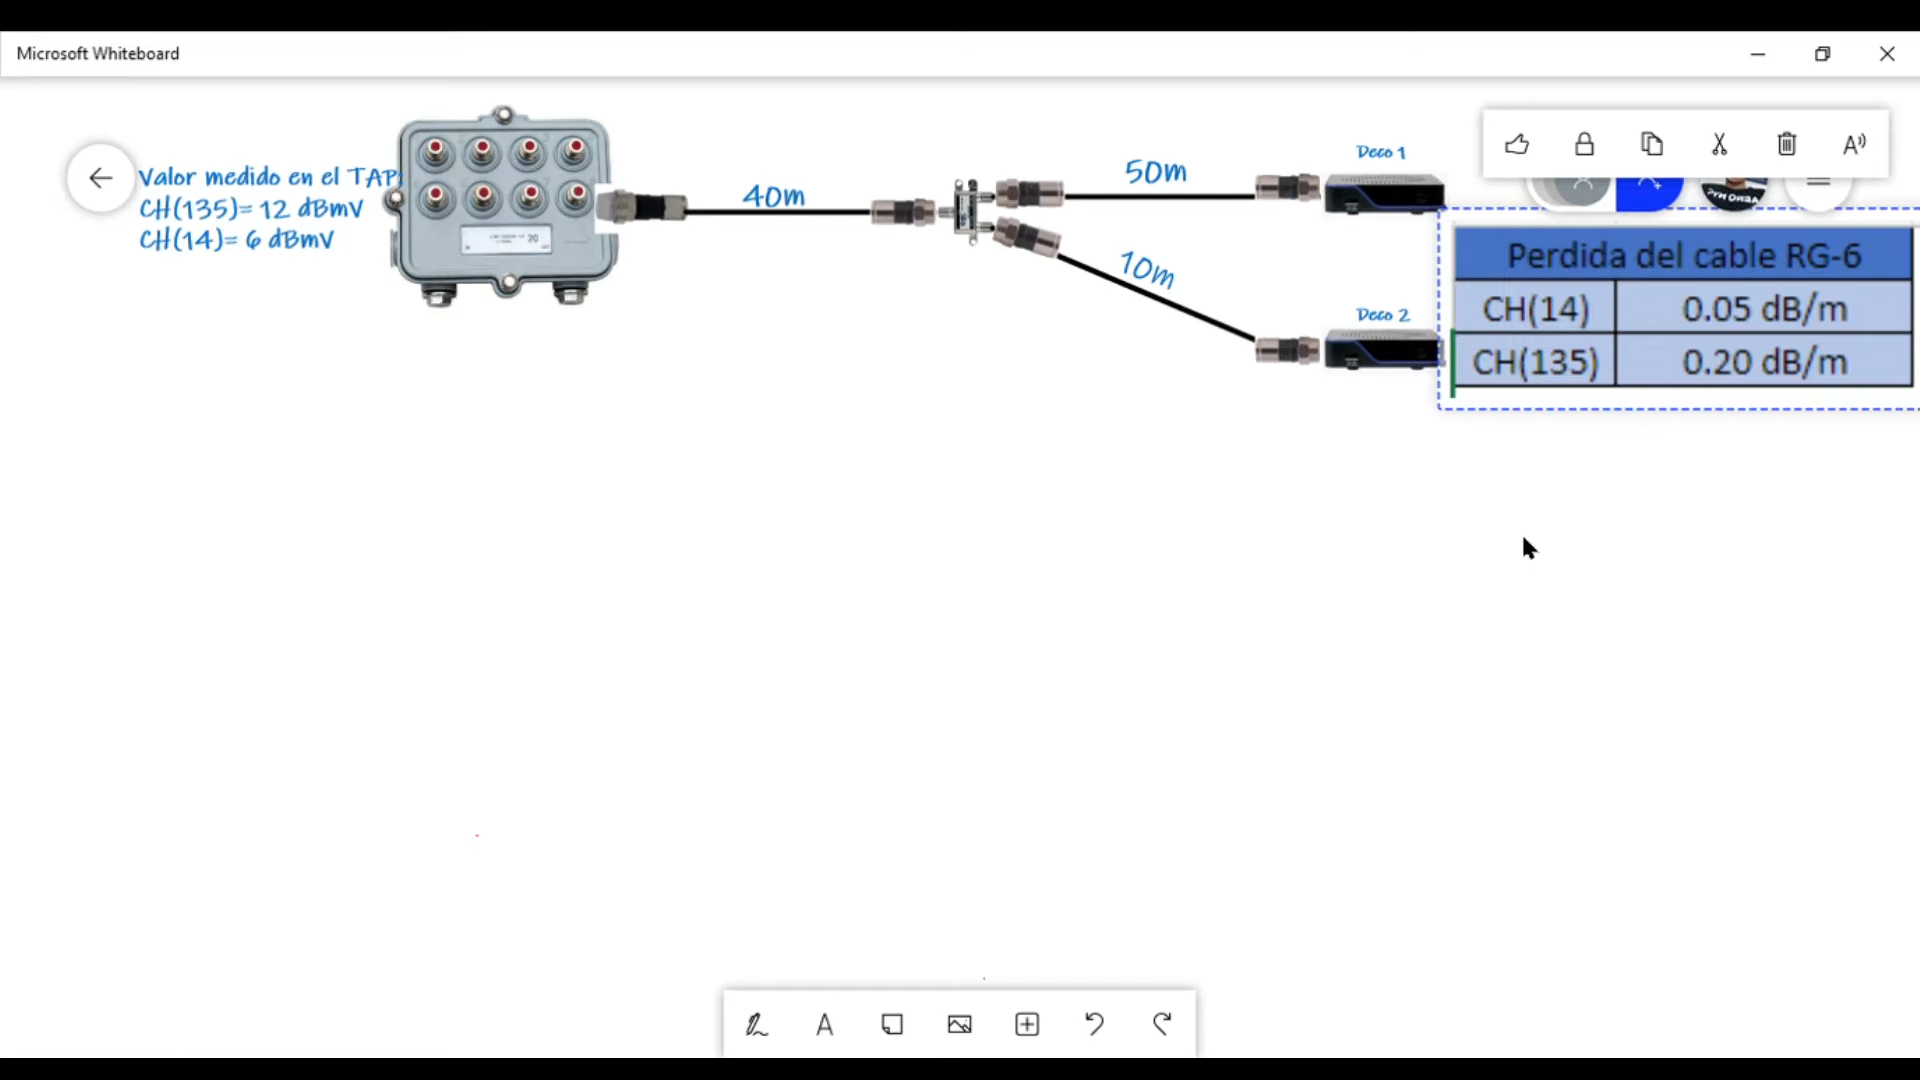 Microsoft Whiteboard
Valor medido en el TAP:
CH(135)= 12 dBmV
CH(14)= 6 dBmV
20
40m
50m
10m
Deco 1
Deco 2
Perdida del cable RG-6
CH(14) 0.05 dB/m
CH(135) 0.20 dB/m